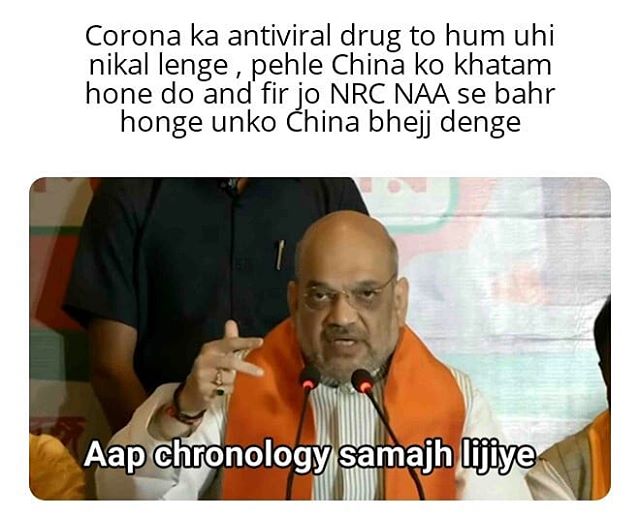 Corona ka antiviral drug to hum uhi
nikal lenge , pehle China ko khatam
hone do and fir jo NRC NAA se bahr
honge unko China bhejj denge
Aap chronology samajh lijiye